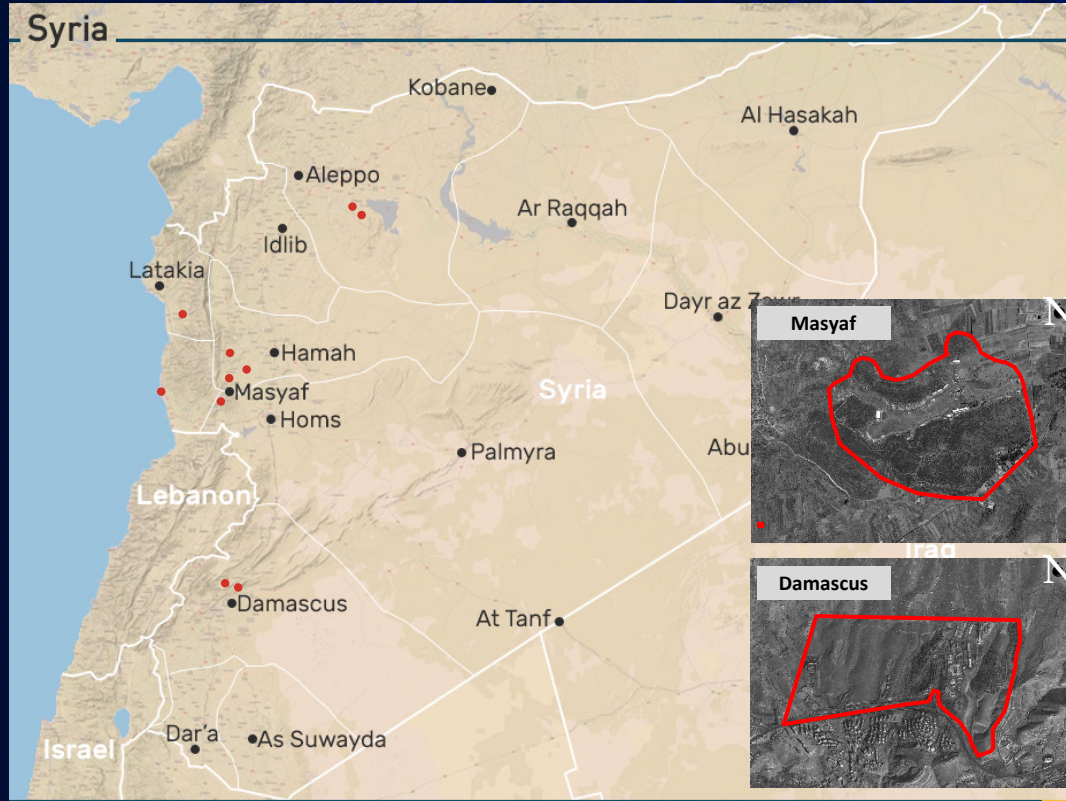 Syria
Kobane
Al Hasakah
Aleppo
Ar Raqqah
Idlib
Latakia
Dayr az Zawr
Masyaf
N
Hamah
Masyaf
Syria
Homs
Palmyra
Abu
Lebanon
Iraq
N
Damascus
Damascus
At Tanf
Dar'a
As Suwayda
Israel